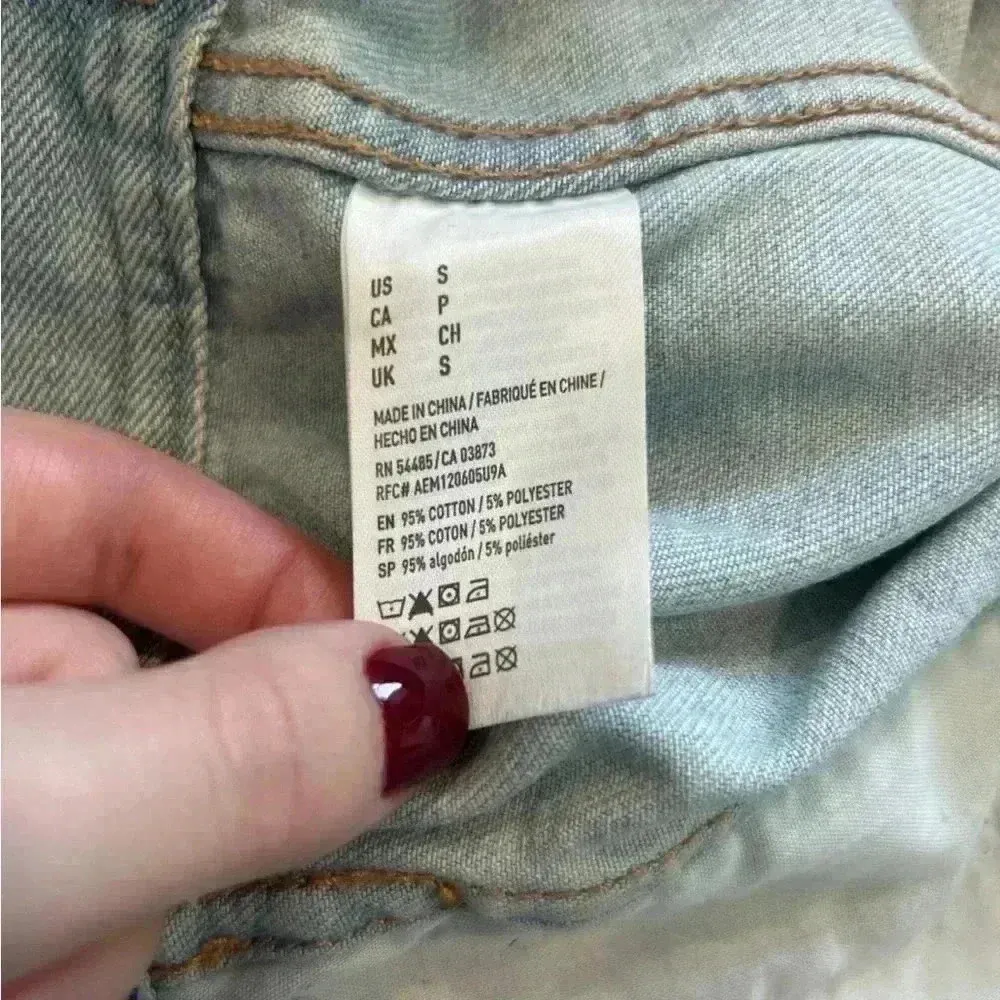 US S
CA P
MX CH
UK S
MADE IN CHINA / FABRIQUÉ EN CHINE /
HECHO EN CHINA
RN 54485 / CA 03873
RFC# AEM120605U9A
EN 95% COTTON / 5% POLYESTER
FR 95% COTON / 5% POLYESTER
SP 95% algodón / 5% poliéster